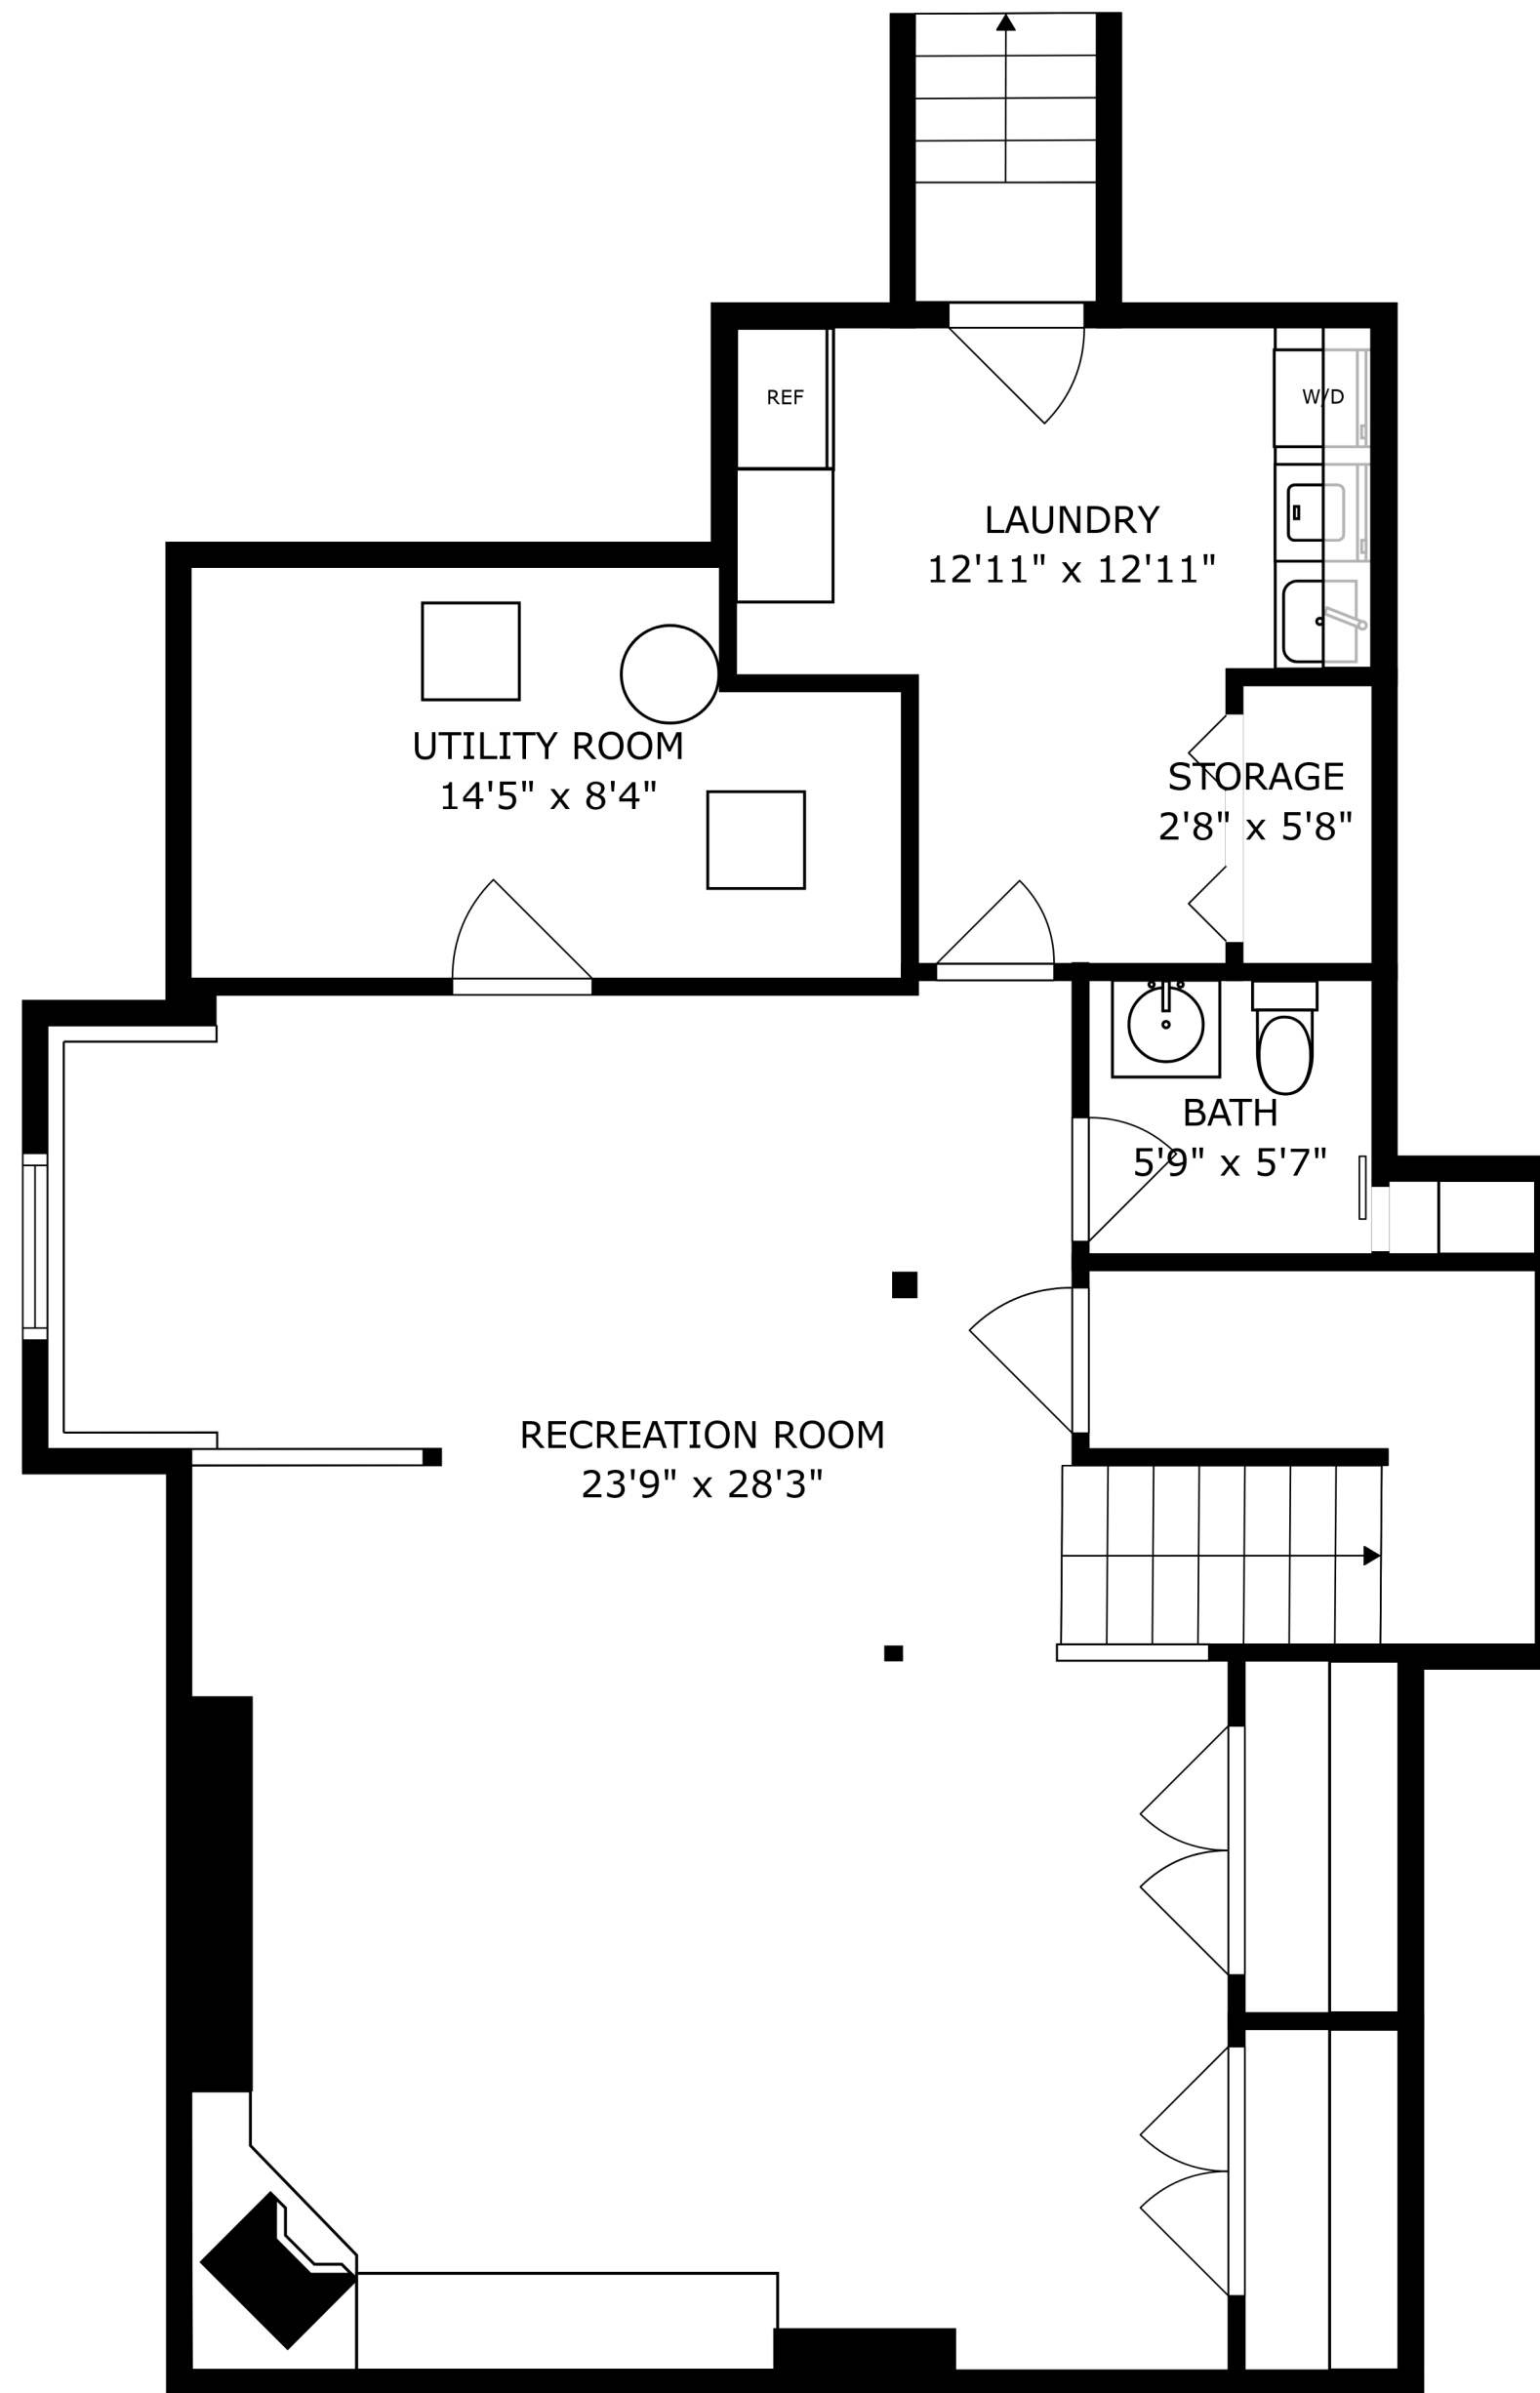 REF
W/D
LAUNDRY
12'11" x 12'11"
UTILITY ROOM
14'5" x 8'4"
STORAGE
2'8" x 5'8"
BATH
5'9" x 5'7"
RECREATION ROOM
23'9" x 28'3"